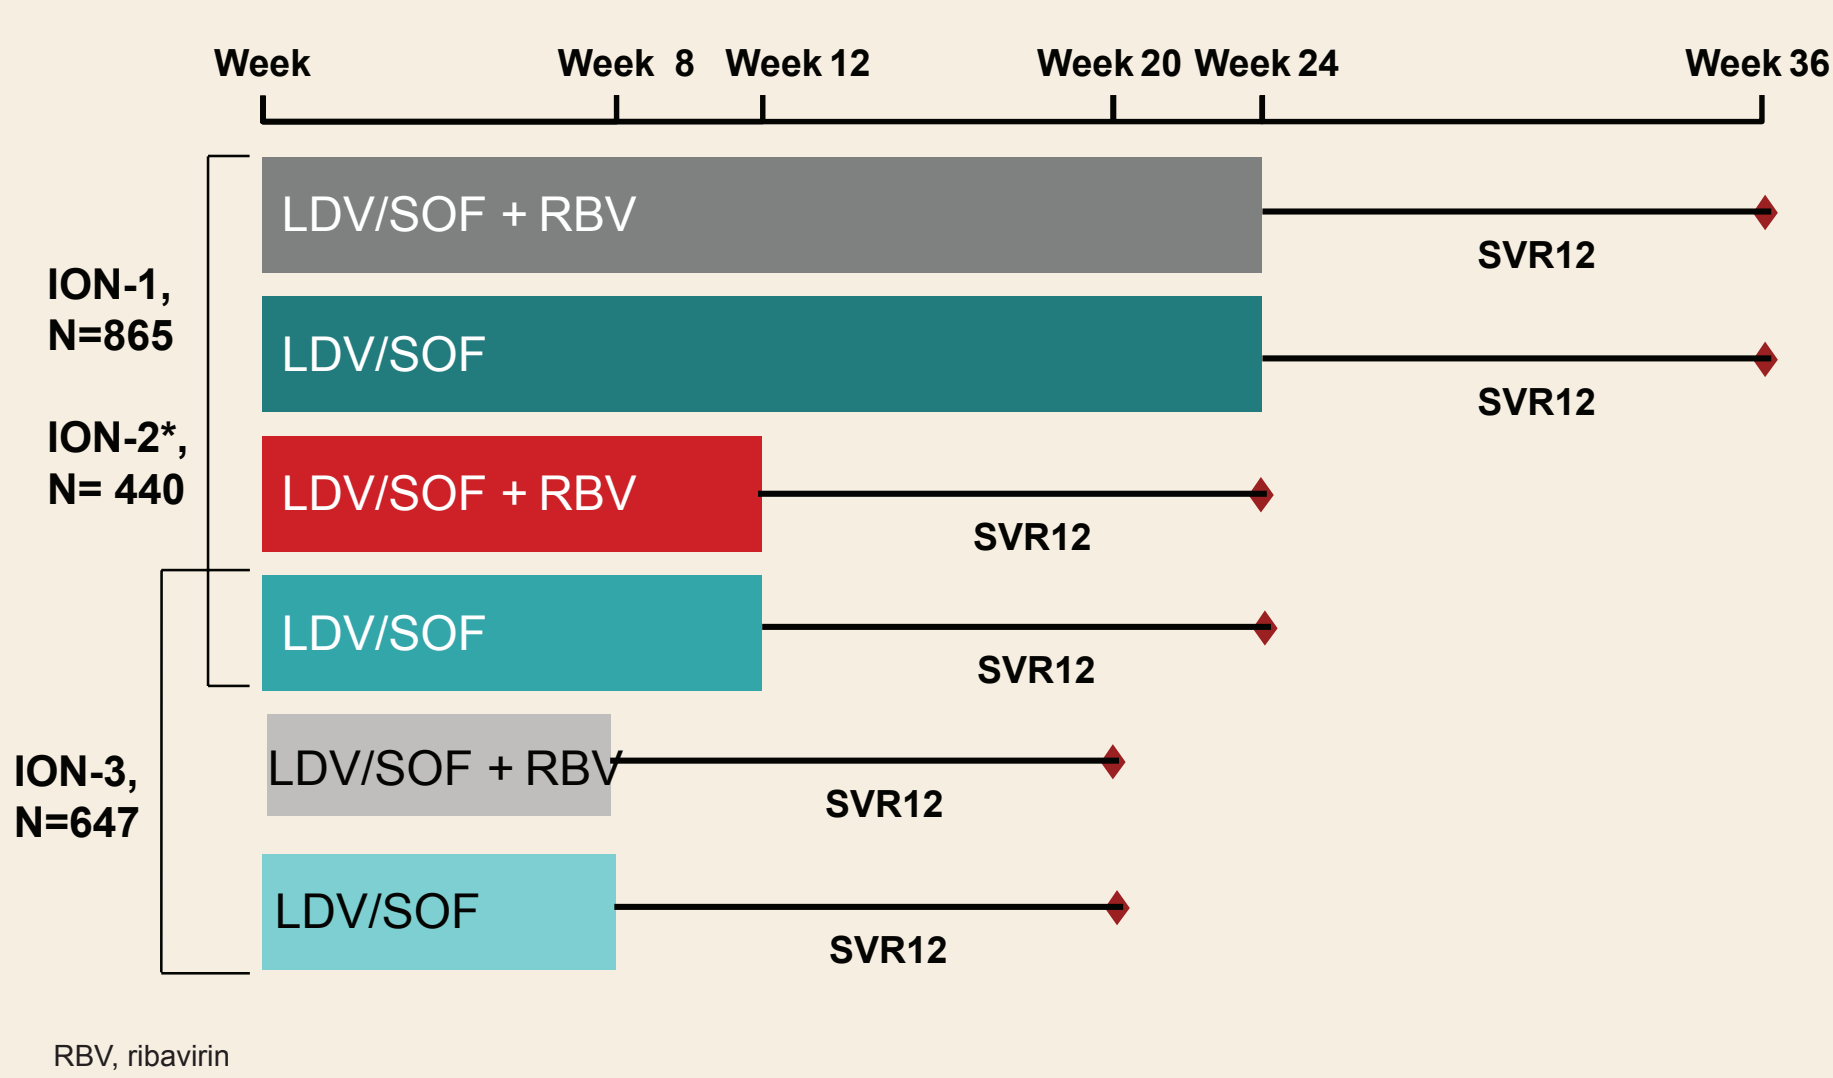 Week Week 8 Week 12 Week 20 Week 24 Week 36
LDV/SOF + RBV
SVR12
ION-1,
N=865
LDV/SOF
SVR12
ION-2*,
N= 440
LDV/SOF + RBV
SVR12
LDV/SOF
SVR12
ION-3,
N=647
LDV/SOF + RBV
SVR12
LDV/SOF
SVR12
RBV, ribavirin